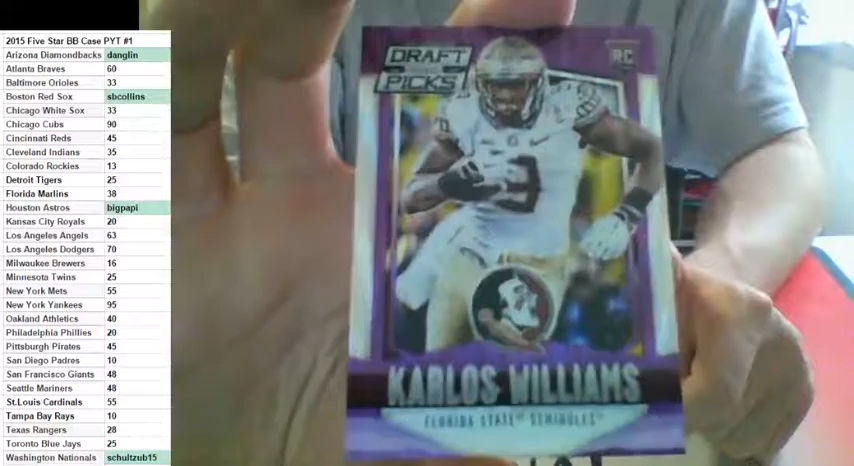 2015 Five Star BB Case PYT #1
Arizona Diamondbacks danglin
Atlanta Braves 60
Baltimore Orioles 33
Boston Red Sox sbcollins
Chicago White Sox 33
Chicago Cubs 90
Cincinnati Reds 45
Cleveland Indians 35
Colorado Rockies 13
Detroit Tigers 25
Florida Marlins 38
Houston Astros bigpapi
Kansas City Royals 20
Los Angeles Angels 63
Los Angeles Dodgers 70
Milwaukee Brewers 16
Minnesota Twins 25
New York Mets 55
New York Yankees 95
Oakland Athletics 40
Philadelphia Phillies 20
Pittsburgh Pirates 45
San Diego Padres 10
San Francisco Giants 48
Seattle Mariners 48
St.Louis Cardinals 55
Tampa Bay Rays 10
Texas Rangers 28
Toronto Blue Jays 25
Washington Nationals schultzub15
DRAFT
PICKS
RC
9
KARLOS WILLIAMS
FLORIDA STATE SEMINOLES